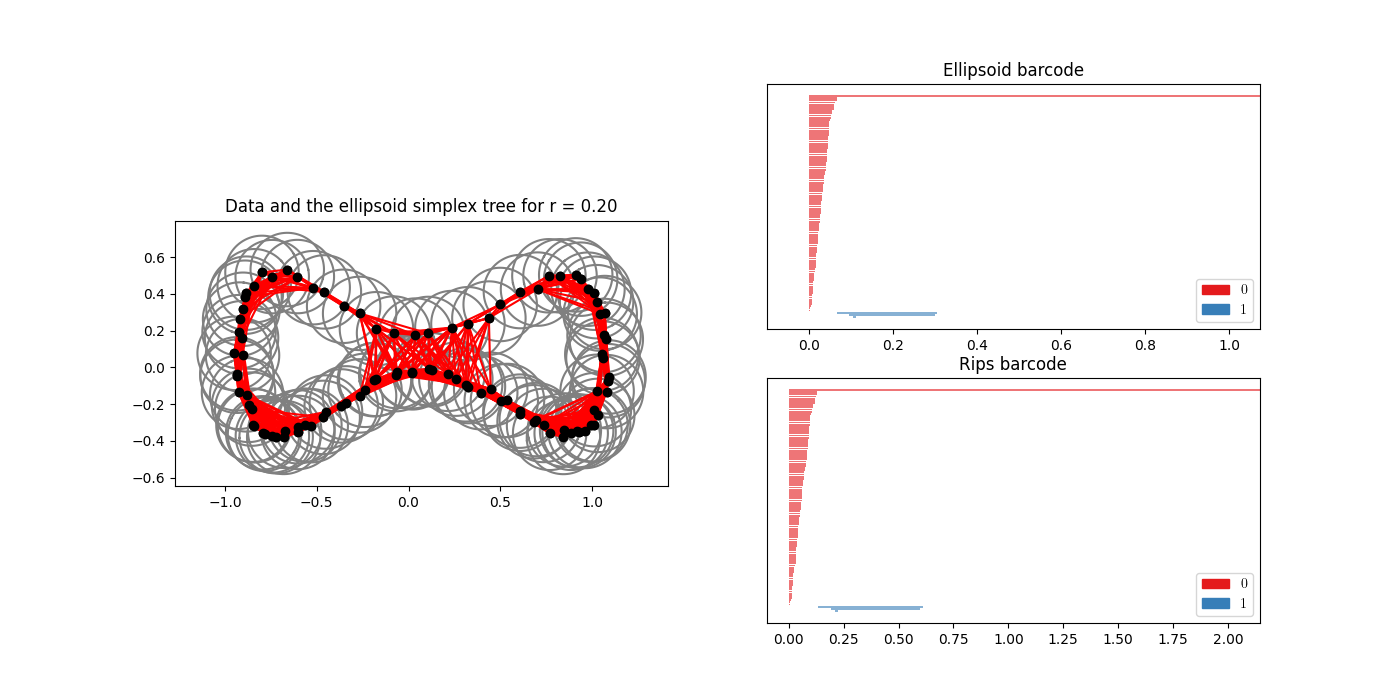 Data and the ellipsoid simplex tree for r = 0.20
0.6
0.4
0.2
0.0
−0.2
−0.4
−0.6
−1.0 −0.5 0.0 0.5 1.0
Ellipsoid barcode
0
1
0.0 0.2 0.4 0.6 0.8 1.0
Rips barcode
0
1
0.00 0.25 0.50 0.75 1.00 1.25 1.50 1.75 2.00